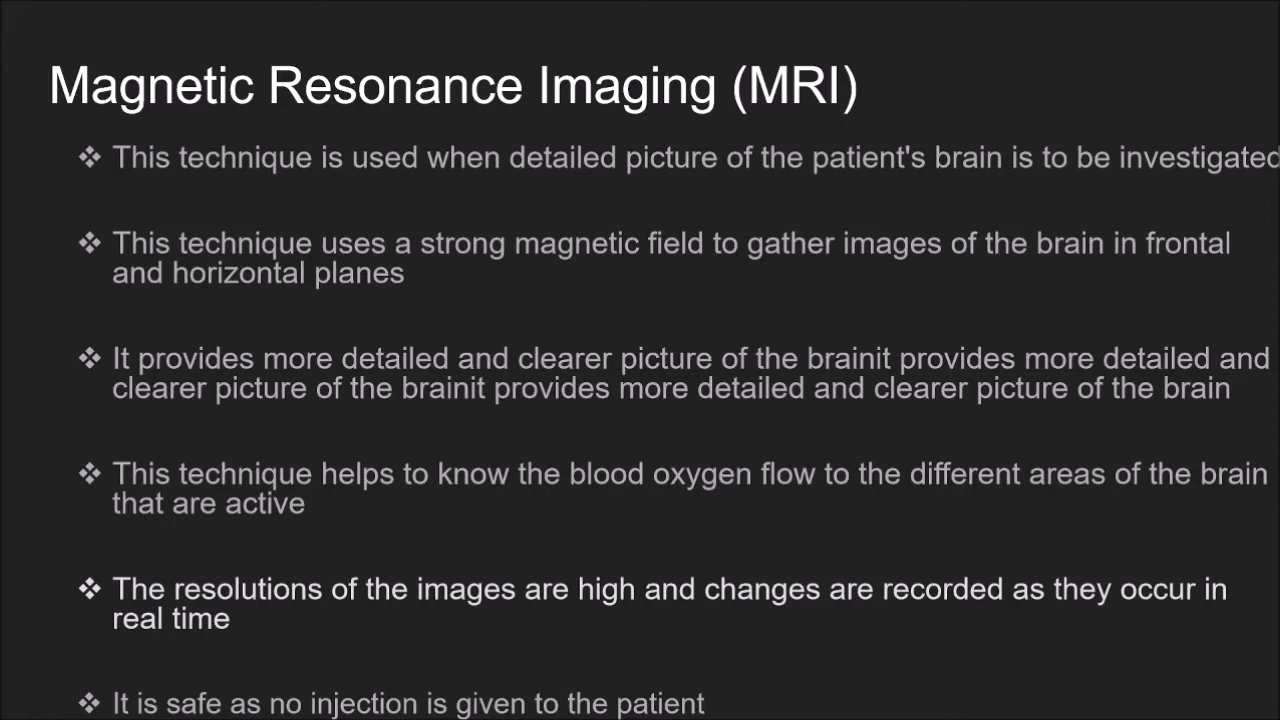 Magnetic Resonance Imaging (MRI)
❖ This technique is used when detailed picture of the patient's brain is to be investigated
❖ This technique uses a strong magnetic field to gather images of the brain in frontal
and horizontal planes
❖ It provides more detailed and clearer picture of the brainit provides more detailed and
clearer picture of the brainit provides more detailed and clearer picture of the brain
❖ This technique helps to know the blood oxygen flow to the different areas of the brain
that are active
❖ The resolutions of the images are high and changes are recorded as they occur in
real time
❖ It is safe as no injection is given to the patient